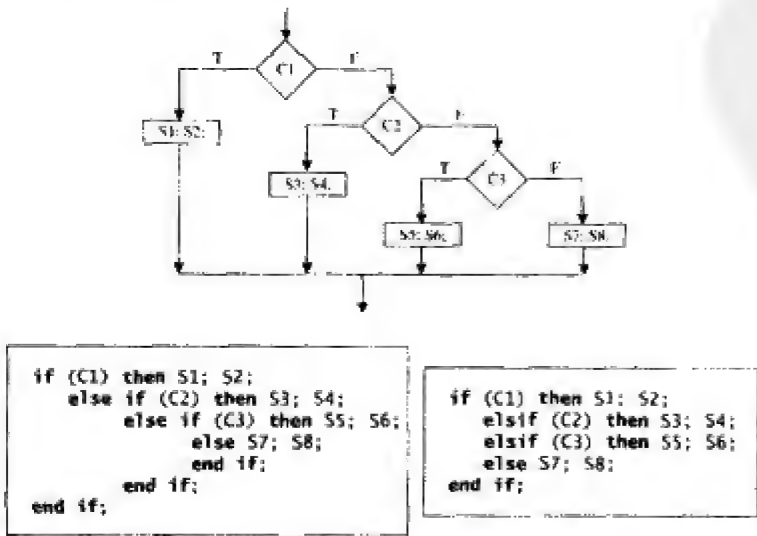 T C1 F
S1; S2;
T C2 F
S3; S4;
T C3 F
S5; S6;
S7; S8;
if (C1) then S1; S2;
else if (C2) then S3; S4;
else if (C3) then S5; S6;
else S7; S8;
end if;
end if;
end if;
if (C1) then S1; S2;
elsif (C2) then S3; S4;
elsif (C3) then S5; S6;
else S7; S8;
end if;